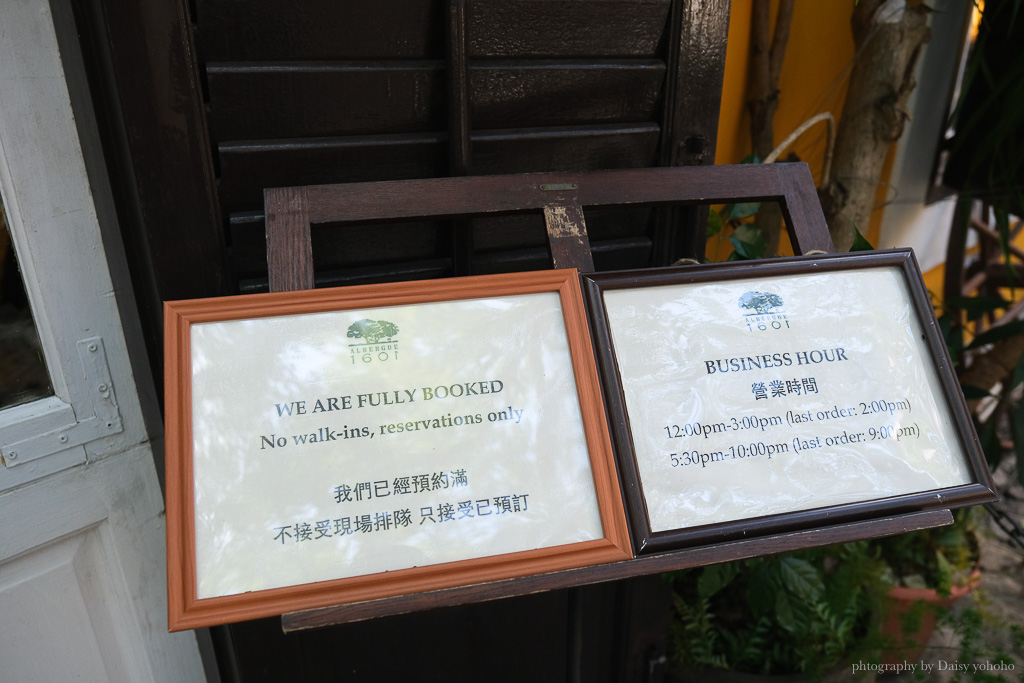 ALBERGUE
1601
WE ARE FULLY BOOKED
No walk-ins, reservations only
我們已經預約滿
不接受現場排隊 只接受已預訂
ALBERGUE
1601
BUSINESS HOUR
營業時間
12:00pm-3:00pm (last order: 2:00pm)
5:30pm-10:00pm (last order: 9:00pm)
photography by Daisy yohoho